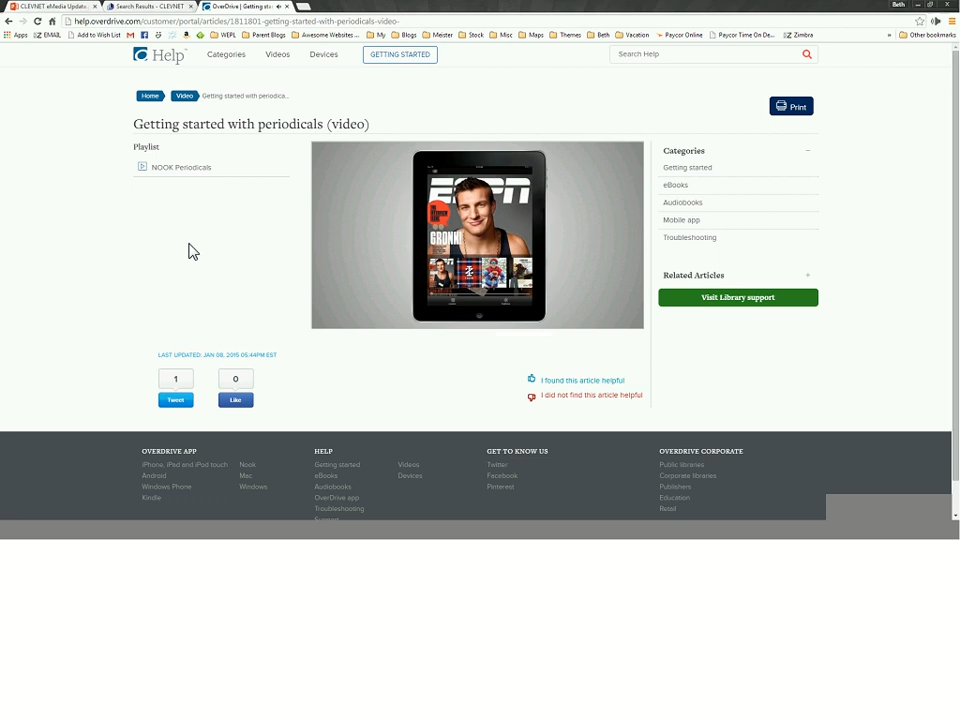 CLEVNET eMedia Update
Search Results - CLEVNET
OverDrive | Getting st
Beth
help.overdrive.com/customer/portal/articles/1811801-getting-started-with-periodicals-video-
Apps
EMAIL
Add to Wish List
WEPL
Parent Blogs
Awesome Websites ...
My
Blogs
Meister
Stock
Misc
Maps
Themes
Beth
Vacation
Paycor Online
Paycor Time On De...
Zimbra
»
Other bookmarks
Help
Categories
Videos
Devices
GETTING STARTED
Search Help
Home
Video
Getting started with periodica...
Print
Getting started with periodicals (video)
Playlist
NOOK Periodicals
ESPN
GRONK!
Categories
Getting started
eBooks
Audiobooks
Mobile app
Troubleshooting
Related Articles
Visit Library support
LAST UPDATED: JAN 08, 2015 05:44PM EST
1
0
Tweet
Like
I found this article helpful
I did not find this article helpful
OVERDRIVE APP
iPhone, iPad and iPod touch
Android
Windows Phone
Kindle
Nook
Mac
Windows
HELP
Getting started
eBooks
Audiobooks
OverDrive app
Troubleshooting
Support
Videos
Devices
GET TO KNOW US
Twitter
Facebook
Pinterest
OVERDRIVE CORPORATE
Public libraries
Corporate libraries
Publishers
Education
Retail